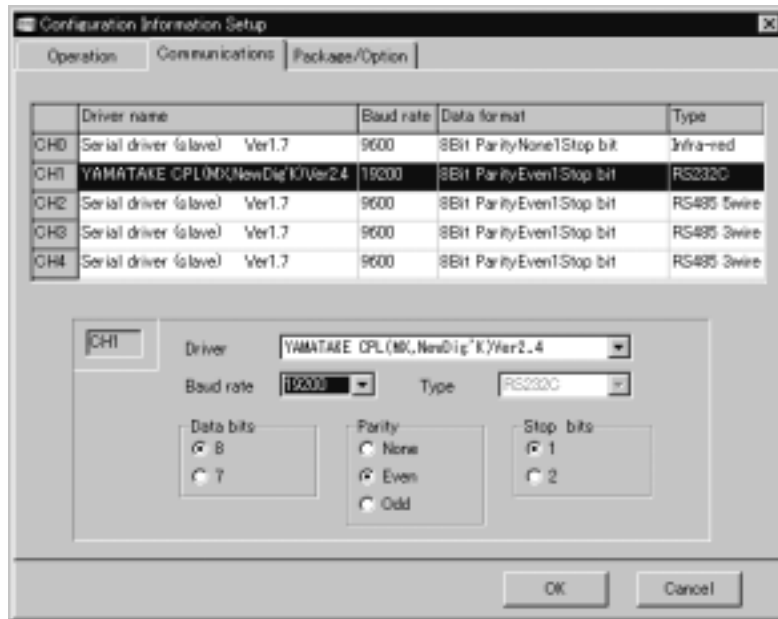 Configuration Information Setup
Operation Communications Package/Option
Driver name Baud rate Data format Type
CH0 Serial driver (slave) Ver1.7 9600 8Bit ParityNone1Stop bit Infra-red
CH1 YAMATAKE CPL(MX,NewDig~K)Ver2.4 19200 8Bit ParityEven1Stop bit RS232C
CH2 Serial driver (slave) Ver1.7 9600 8Bit ParityEven1Stop bit RS485 5wire
CH3 Serial driver (slave) Ver1.7 9600 8Bit ParityEven1Stop bit RS485 3wire
CH4 Serial driver (slave) Ver1.7 9600 8Bit ParityEven1Stop bit RS485 3wire
CH1
Driver YAMATAKE CPL(MX,NewDig~K)Ver2.4
Baud rate 19200 Type RS232C
Data bits Parity Stop bits
8 None 1
7 Even 2
Odd
OK Cancel